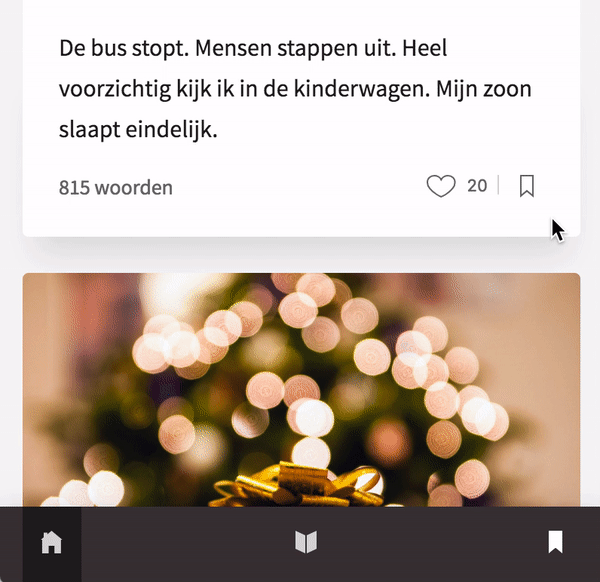 De bus stopt. Mensen stappen uit. Heel
voorzichtig kijk ik in de kinderwagen. Mijn zoon
slaapt eindelijk.
815 woorden
20